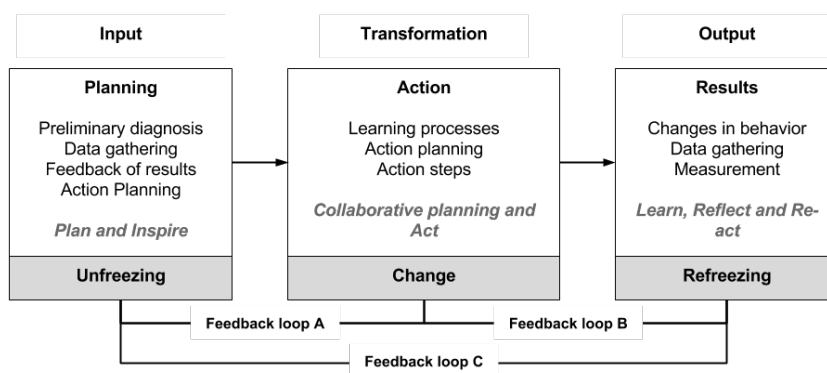 Input
Transformation
Output
Planning
Preliminary diagnosis
Data gathering
Feedback of results
Action Planning
Plan and Inspire
Unfreezing
Action
Learning processes
Action planning
Action steps
Collaborative planning and
Act
Change
Results
Changes in behavior
Data gathering
Measurement
Learn, Reflect and Re-
act
Refreezing
Feedback loop A
Feedback loop B
Feedback loop C